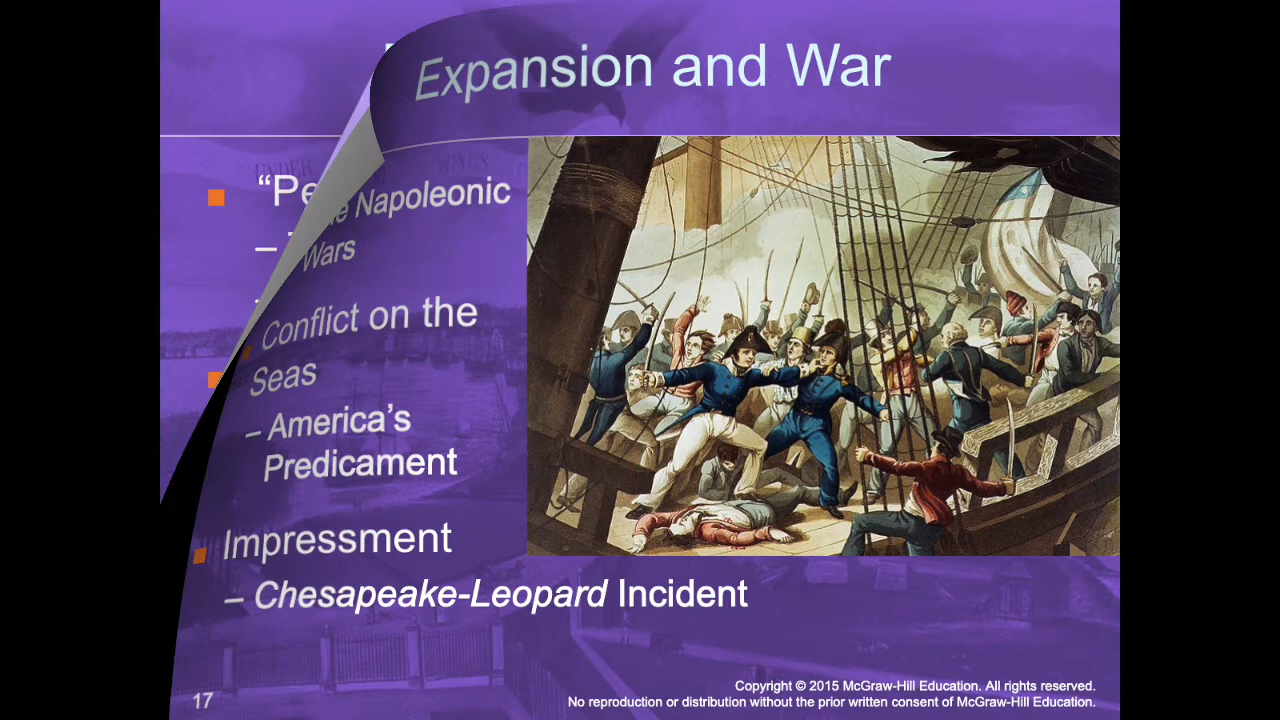 Expansion and War
“Pe
Napoleonic
Wars
Conflict on the
Seas
– America’s
Predicament
Impressment
– Chesapeake-Leopard Incident
17
Copyright © 2015 McGraw-Hill Education. All rights reserved.
No reproduction or distribution without the prior written consent of McGraw-Hill Education.